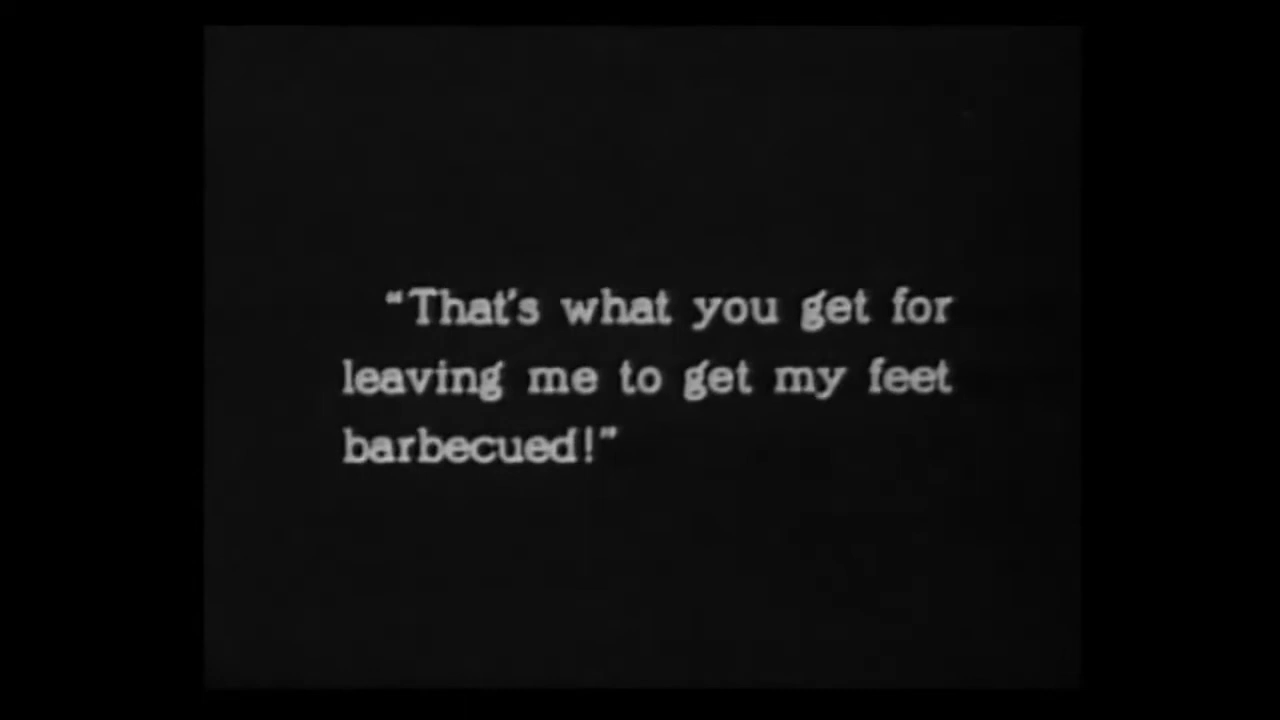 “That's what you get for
leaving me to get my feet
barbecued!”